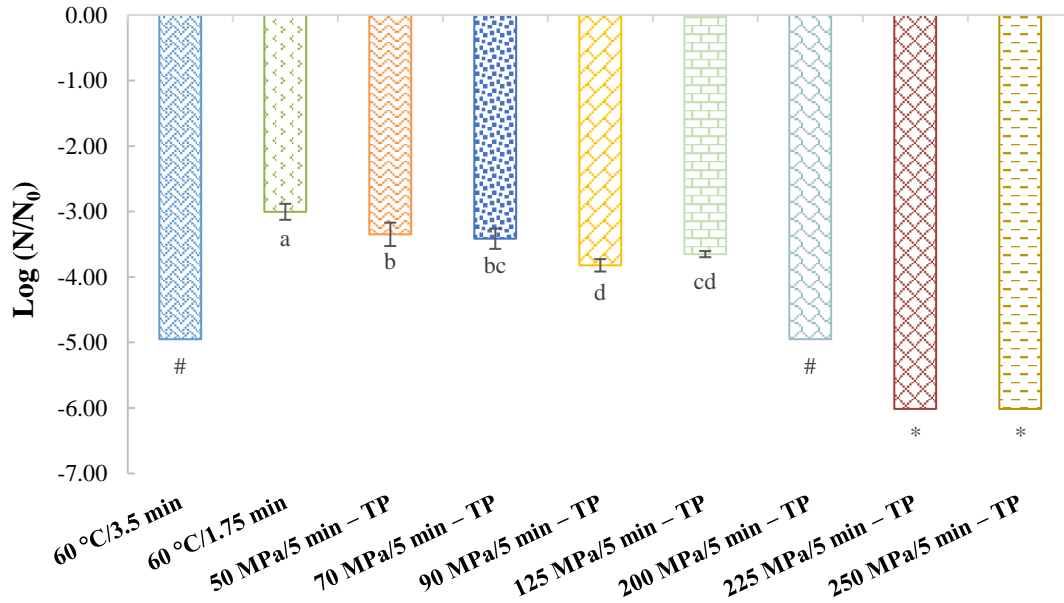 0.00
-1.00
-2.00
-3.00
-4.00
-5.00
-6.00
-7.00
Log (N/N0)
#
a
b
bc
d
cd
#
*
*
60 °C/3.5 min
60 °C/1.75 min
50 MPa/5 min – TP
70 MPa/5 min – TP
90 MPa/5 min – TP
125 MPa/5 min – TP
200 MPa/5 min – TP
225 MPa/5 min – TP
250 MPa/5 min – TP